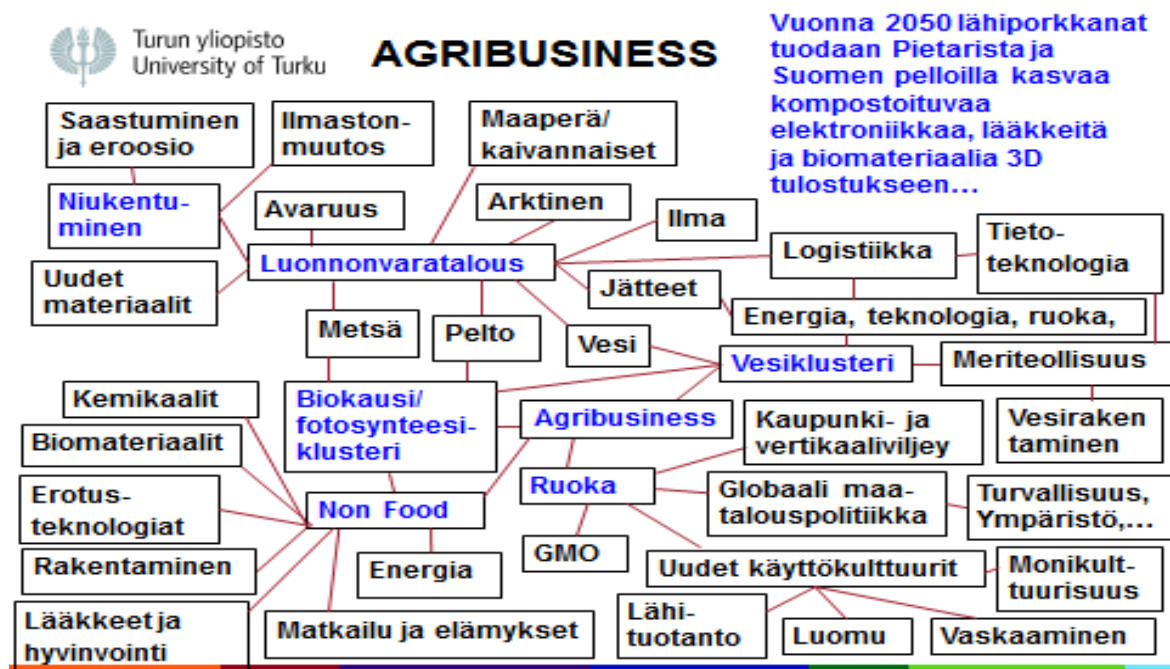 Turun yliopisto
University of Turku
AGRIBUSINESS
Vuonna 2050 lähiporkkanat
tuodaan Pietarista ja
Suomen pelloilla kasvaa
kompostoituvaa
elektroniikkaa, lääkkeitä
ja biomateriaalia 3D
tulostukseen…
Saastuminen
ja eroosio
Ilmaston-
muutos
Maaperä/
kaivannaiset
Niukentu-
minen
Avaruus
Arktinen
Ilma
Logistiikka
Tieto-
teknologia
Luonnonvaratalous
Uudet
materiaalit
Jätteet
Energia, teknologia, ruoka,
Metsä
Pelto
Vesi
Vesiklusteri
Meriteollisuus
Kemikaalit
Biokausi/
fotosynteesi-
klusteri
Agribusiness
Kaupunki- ja
vertikaaliviljey
Vesiraken
taminen
Biomateriaalit
Erotus-
teknologiat
Non Food
Ruoka
Globaali maa-
talouspolitiikka
Turvallisuus,
Ympäristö,…
Rakentaminen
Energia
GMO
Uudet käyttökulttuurit
Monikult-
tuurisuus
Lääkkeet ja
hyvinvointi
Matkailu ja elämykset
Lähi-
tuotanto
Luomu
Vaskaaminen